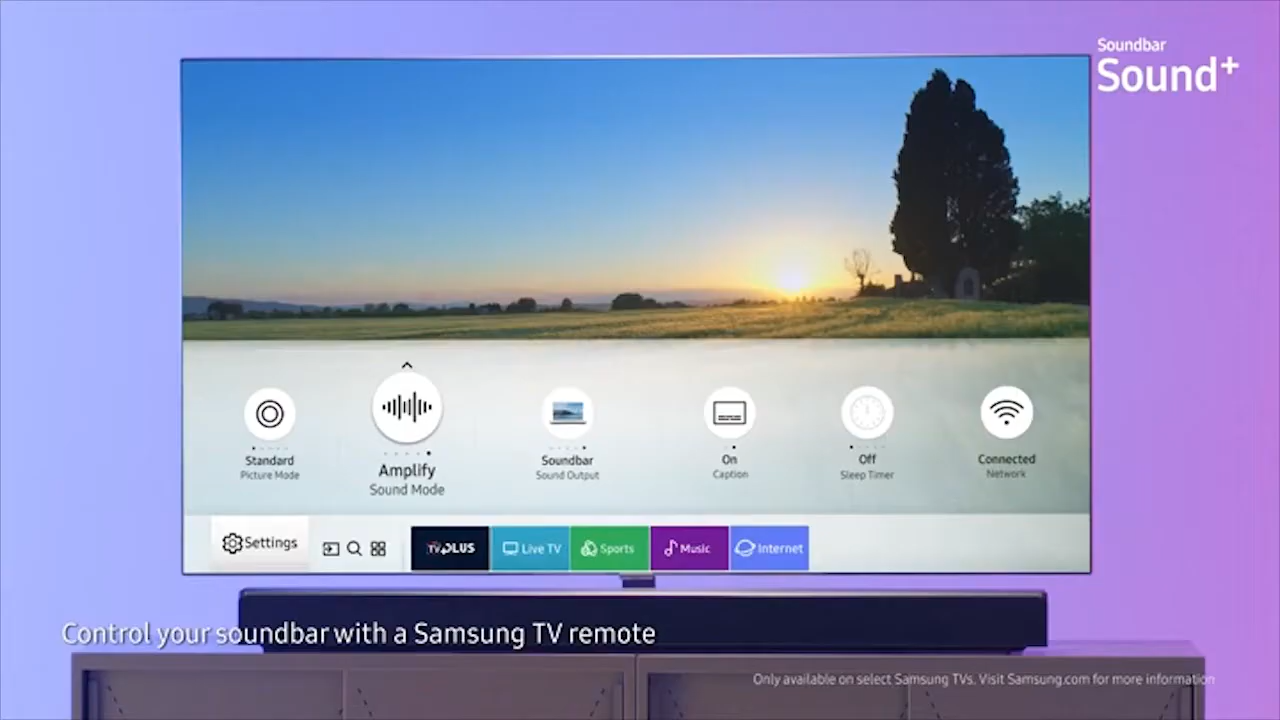 Soundbar
Sound+
Standard
Picture Mode
Amplify
Sound Mode
Soundbar
Sound Output
On
Caption
Off
Sleep Timer
Connected
Network
Settings
TV PLUS
Live TV
Sports
Music
Internet
Control your soundbar with a Samsung TV remote
Only available on select Samsung TVs. Visit Samsung.com for more information